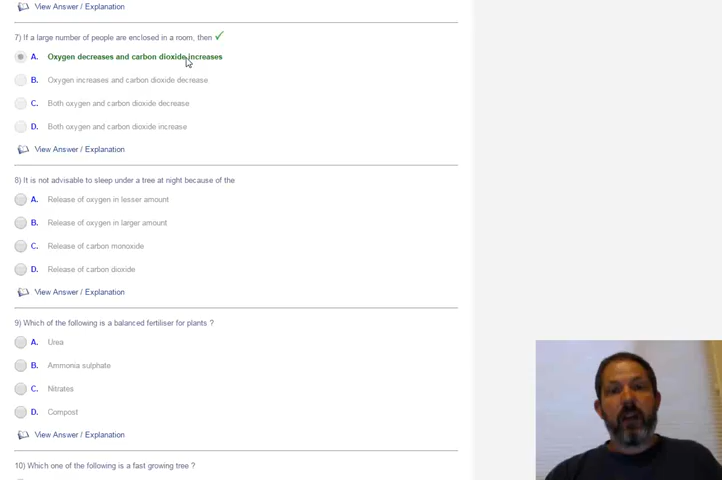 View Answer / Explanation
7) If a large number of people are enclosed in a room, then
A. Oxygen decreases and carbon dioxide increases
B. Oxygen increases and carbon dioxide decrease
C. Both oxygen and carbon dioxide decrease
D. Both oxygen and carbon dioxide increase
View Answer / Explanation
8) It is not advisable to sleep under a tree at night because of the
A. Release of oxygen in lesser amount
B. Release of oxygen in larger amount
C. Release of carbon monoxide
D. Release of carbon dioxide
View Answer / Explanation
9) Which of the following is a balanced fertiliser for plants ?
A. Urea
B. Ammonia sulphate
C. Nitrates
D. Compost
View Answer / Explanation
10) Which one of the following is a fast growing tree ?